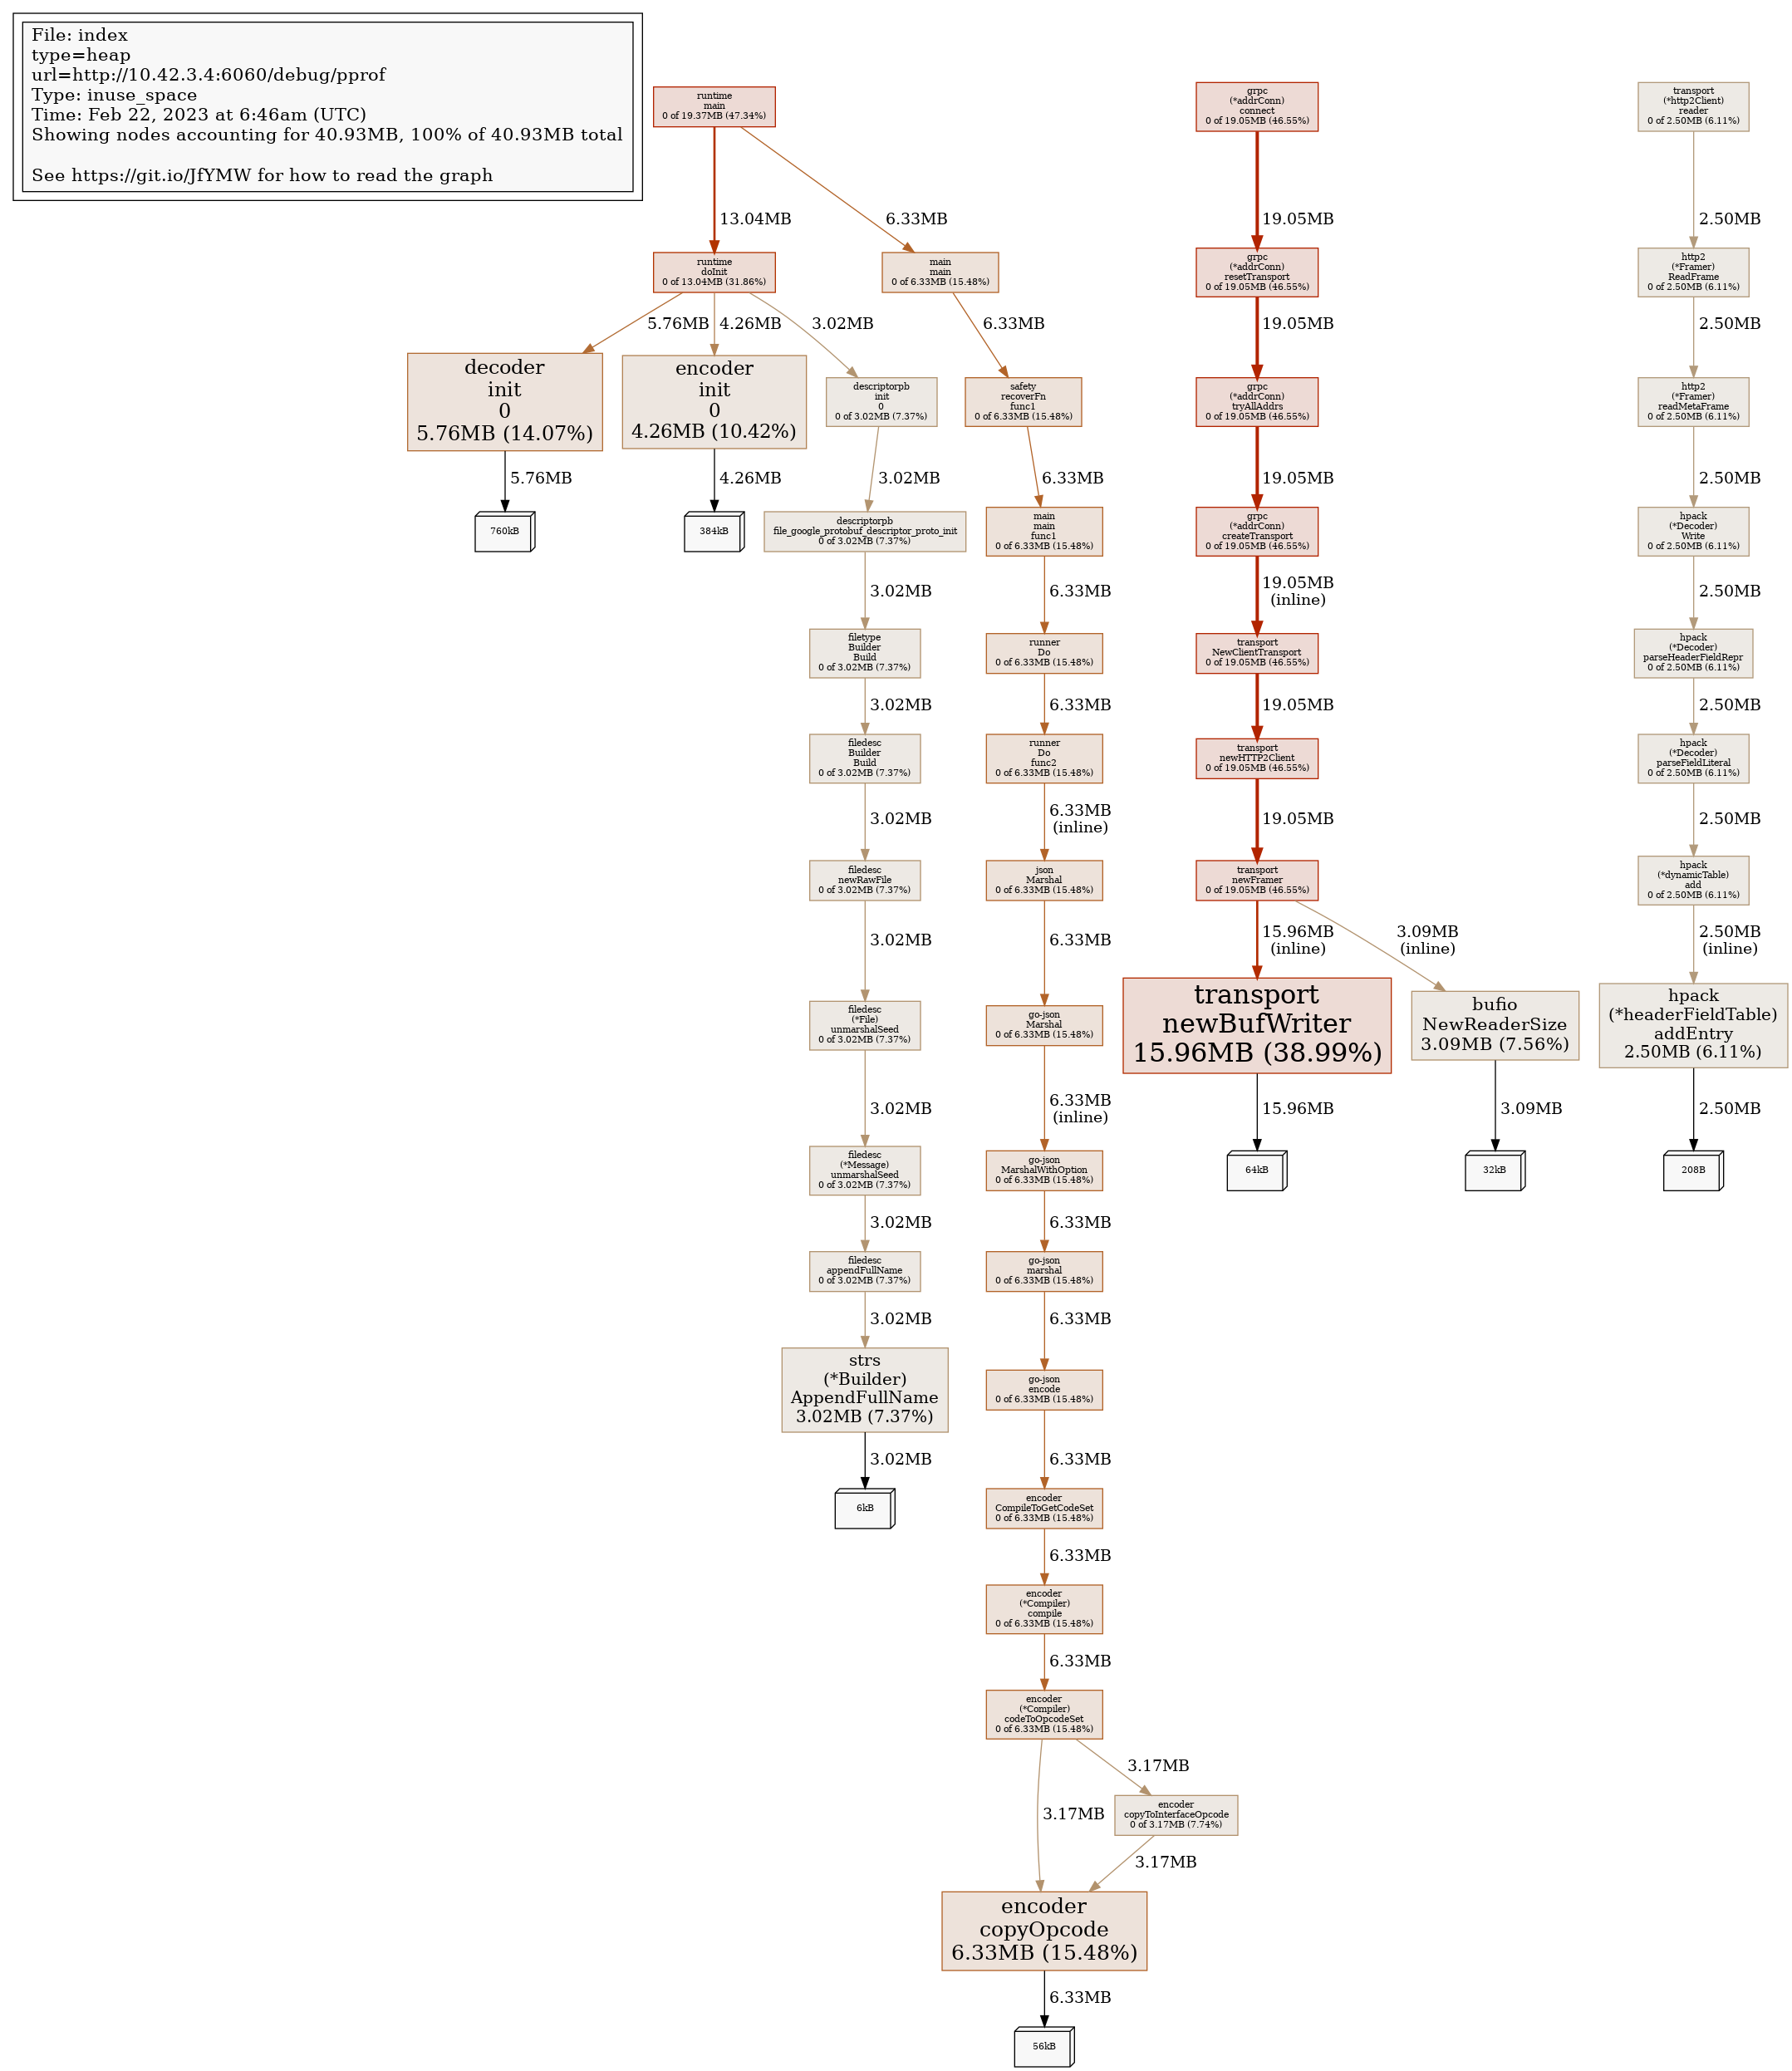 File: index
type=heap
url=http://10.42.3.4:6060/debug/pprof
Type: inuse_space
Time: Feb 22, 2023 at 6:46am (UTC)
Showing nodes accounting for 40.93MB, 100% of 40.93MB total
See https://git.io/JfYMW for how to read the graph
runtime
main
0 of 19.37MB (47.34%)
13.04MB
6.33MB
runtime
doInit
0 of 13.04MB (31.86%)
5.76MB
4.26MB
3.02MB
decoder
init
0
5.76MB (14.07%)
5.76MB
760kB
encoder
init
0
4.26MB (10.42%)
4.26MB
384kB
descriptorpb
init
0
0 of 3.02MB (7.37%)
3.02MB
descriptorpb
file_google_protobuf_descriptor_proto_init
0 of 3.02MB (7.37%)
3.02MB
filetype
Builder
Build
0 of 3.02MB (7.37%)
3.02MB
filedesc
Builder
Build
0 of 3.02MB (7.37%)
3.02MB
filedesc
newRawFile
0 of 3.02MB (7.37%)
3.02MB
filedesc
(*File)
unmarshalSeed
0 of 3.02MB (7.37%)
3.02MB
filedesc
(*Message)
unmarshalSeed
0 of 3.02MB (7.37%)
3.02MB
filedesc
appendFullName
0 of 3.02MB (7.37%)
3.02MB
strs
(*Builder)
AppendFullName
3.02MB (7.37%)
3.02MB
6kB
main
main
0 of 6.33MB (15.48%)
6.33MB
safety
recoverFn
func1
0 of 6.33MB (15.48%)
6.33MB
main
main
func1
0 of 6.33MB (15.48%)
6.33MB
runner
Do
0 of 6.33MB (15.48%)
6.33MB
runner
Do
func2
0 of 6.33MB (15.48%)
6.33MB
(inline)
json
Marshal
0 of 6.33MB (15.48%)
6.33MB
go-json
Marshal
0 of 6.33MB (15.48%)
6.33MB
(inline)
go-json
MarshalWithOption
0 of 6.33MB (15.48%)
6.33MB
go-json
marshal
0 of 6.33MB (15.48%)
6.33MB
go-json
encode
0 of 6.33MB (15.48%)
6.33MB
encoder
CompileToGetCodeSet
0 of 6.33MB (15.48%)
6.33MB
encoder
(*Compiler)
compile
0 of 6.33MB (15.48%)
6.33MB
encoder
(*Compiler)
codeToOpcodeSet
0 of 6.33MB (15.48%)
3.17MB
3.17MB
encoder
copyToInterfaceOpcode
0 of 3.17MB (7.74%)
3.17MB
encoder
copyOpcode
6.33MB (15.48%)
6.33MB
56kB
grpc
(*addrConn)
connect
0 of 19.05MB (46.55%)
19.05MB
grpc
(*addrConn)
resetTransport
0 of 19.05MB (46.55%)
19.05MB
grpc
(*addrConn)
tryAllAddrs
0 of 19.05MB (46.55%)
19.05MB
grpc
(*addrConn)
createTransport
0 of 19.05MB (46.55%)
19.05MB
(inline)
transport
NewClientTransport
0 of 19.05MB (46.55%)
19.05MB
transport
newHTTP2Client
0 of 19.05MB (46.55%)
19.05MB
transport
newFramer
0 of 19.05MB (46.55%)
15.96MB
(inline)
3.09MB
(inline)
transport
newBufWriter
15.96MB (38.99%)
15.96MB
64kB
bufio
NewReaderSize
3.09MB (7.56%)
3.09MB
32kB
transport
(*http2Client)
reader
0 of 2.50MB (6.11%)
2.50MB
http2
(*Framer)
ReadFrame
0 of 2.50MB (6.11%)
2.50MB
http2
(*Framer)
readMetaFrame
0 of 2.50MB (6.11%)
2.50MB
hpack
(*Decoder)
Write
0 of 2.50MB (6.11%)
2.50MB
hpack
(*Decoder)
parseHeaderFieldRepr
0 of 2.50MB (6.11%)
2.50MB
hpack
(*Decoder)
parseFieldLiteral
0 of 2.50MB (6.11%)
2.50MB
hpack
(*dynamicTable)
add
0 of 2.50MB (6.11%)
2.50MB
(inline)
hpack
(*headerFieldTable)
addEntry
2.50MB (6.11%)
2.50MB
208B